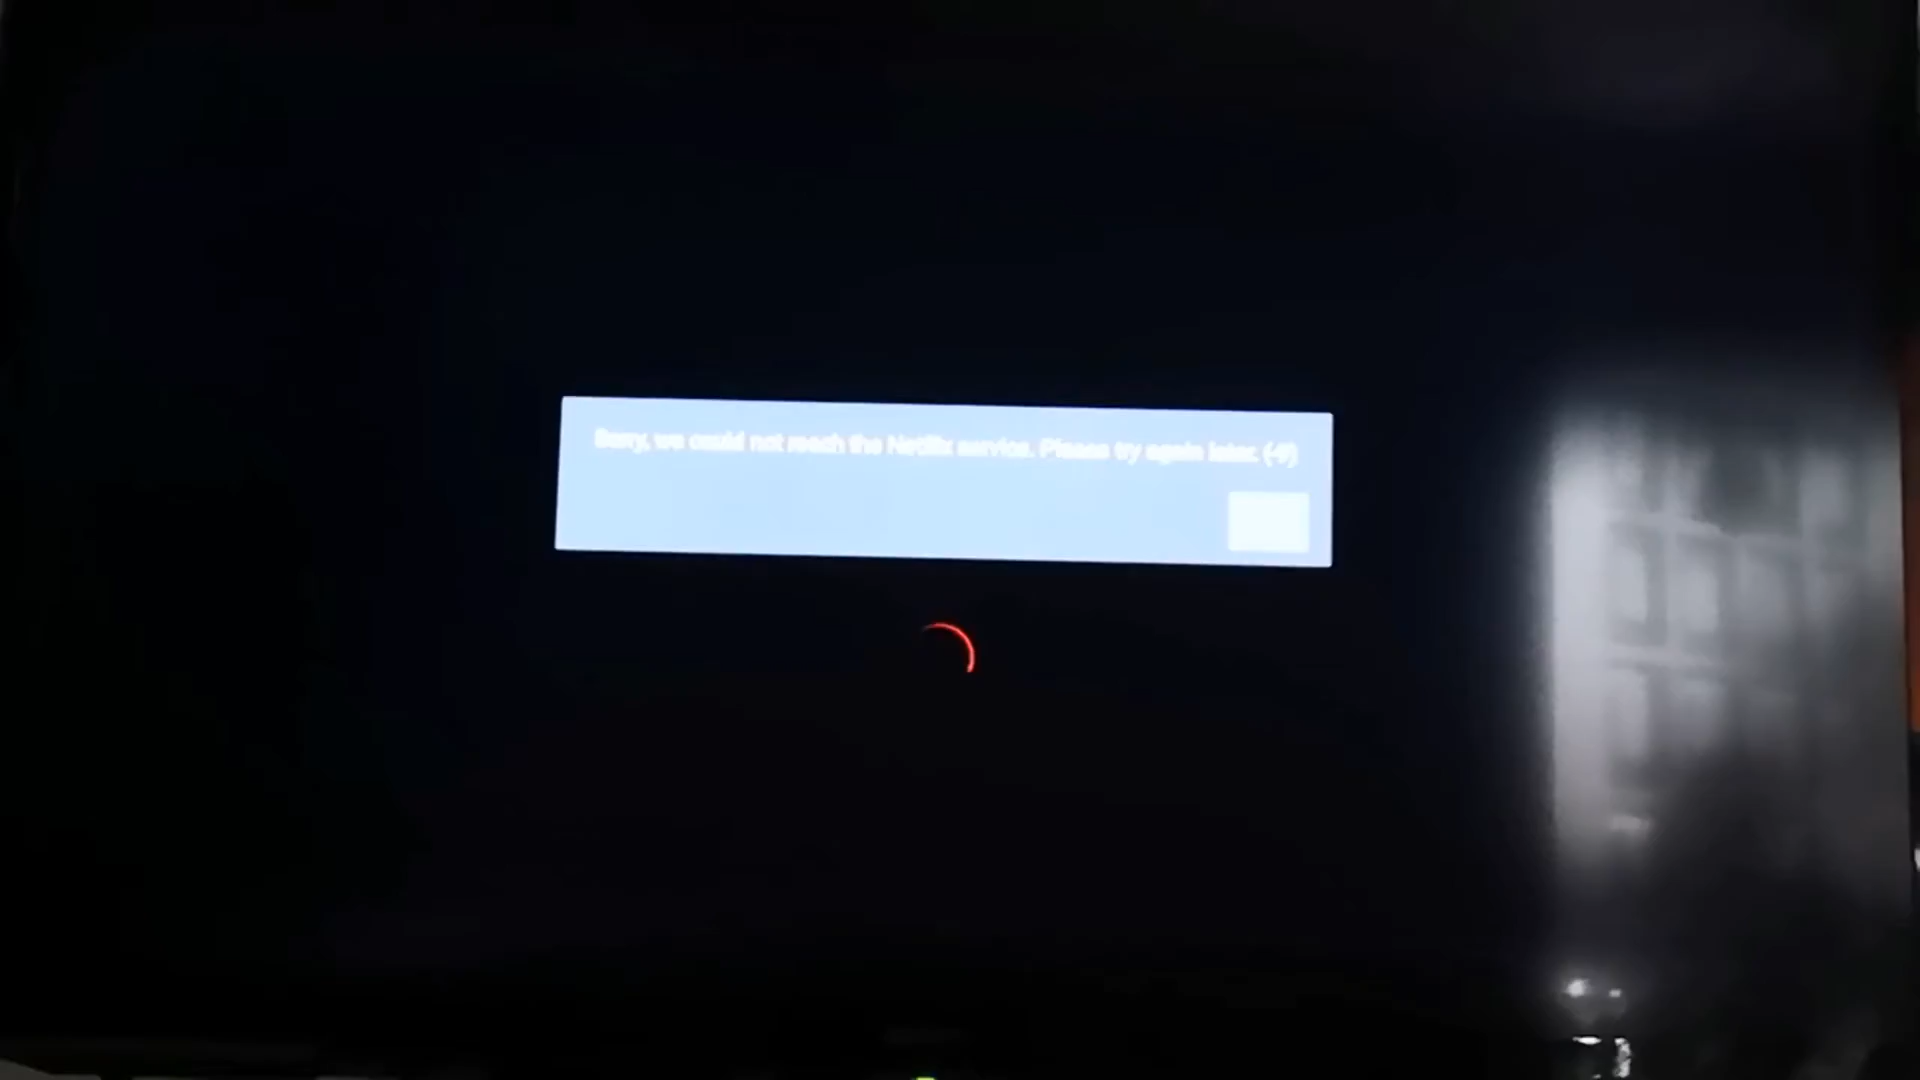 Sorry, we could not reach the Netflix service. Please try again later. (-9)